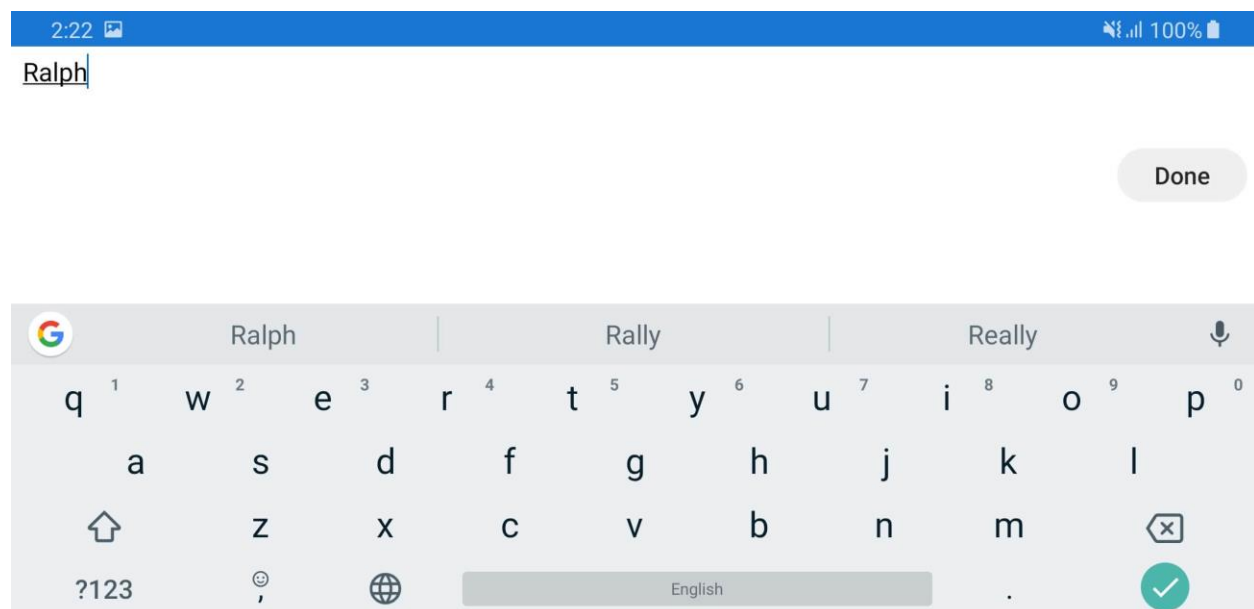 2:22 100%
Ralph
Done
Ralph Rally Really
q 1 w 2 e 3 r 4 t 5 y 6 u 7 i 8 o 9 p 0
a s d f g h j k l
z x c v b n m
?123 , English .